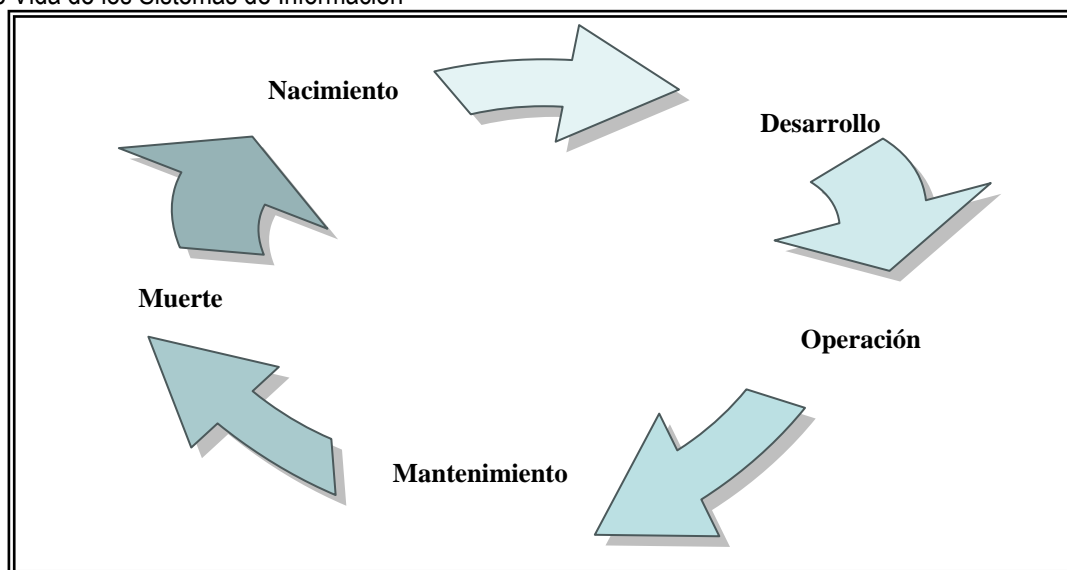 Vida de los Sistemas de Información
Nacimiento
Desarrollo
Operación
Mantenimiento
Muerte